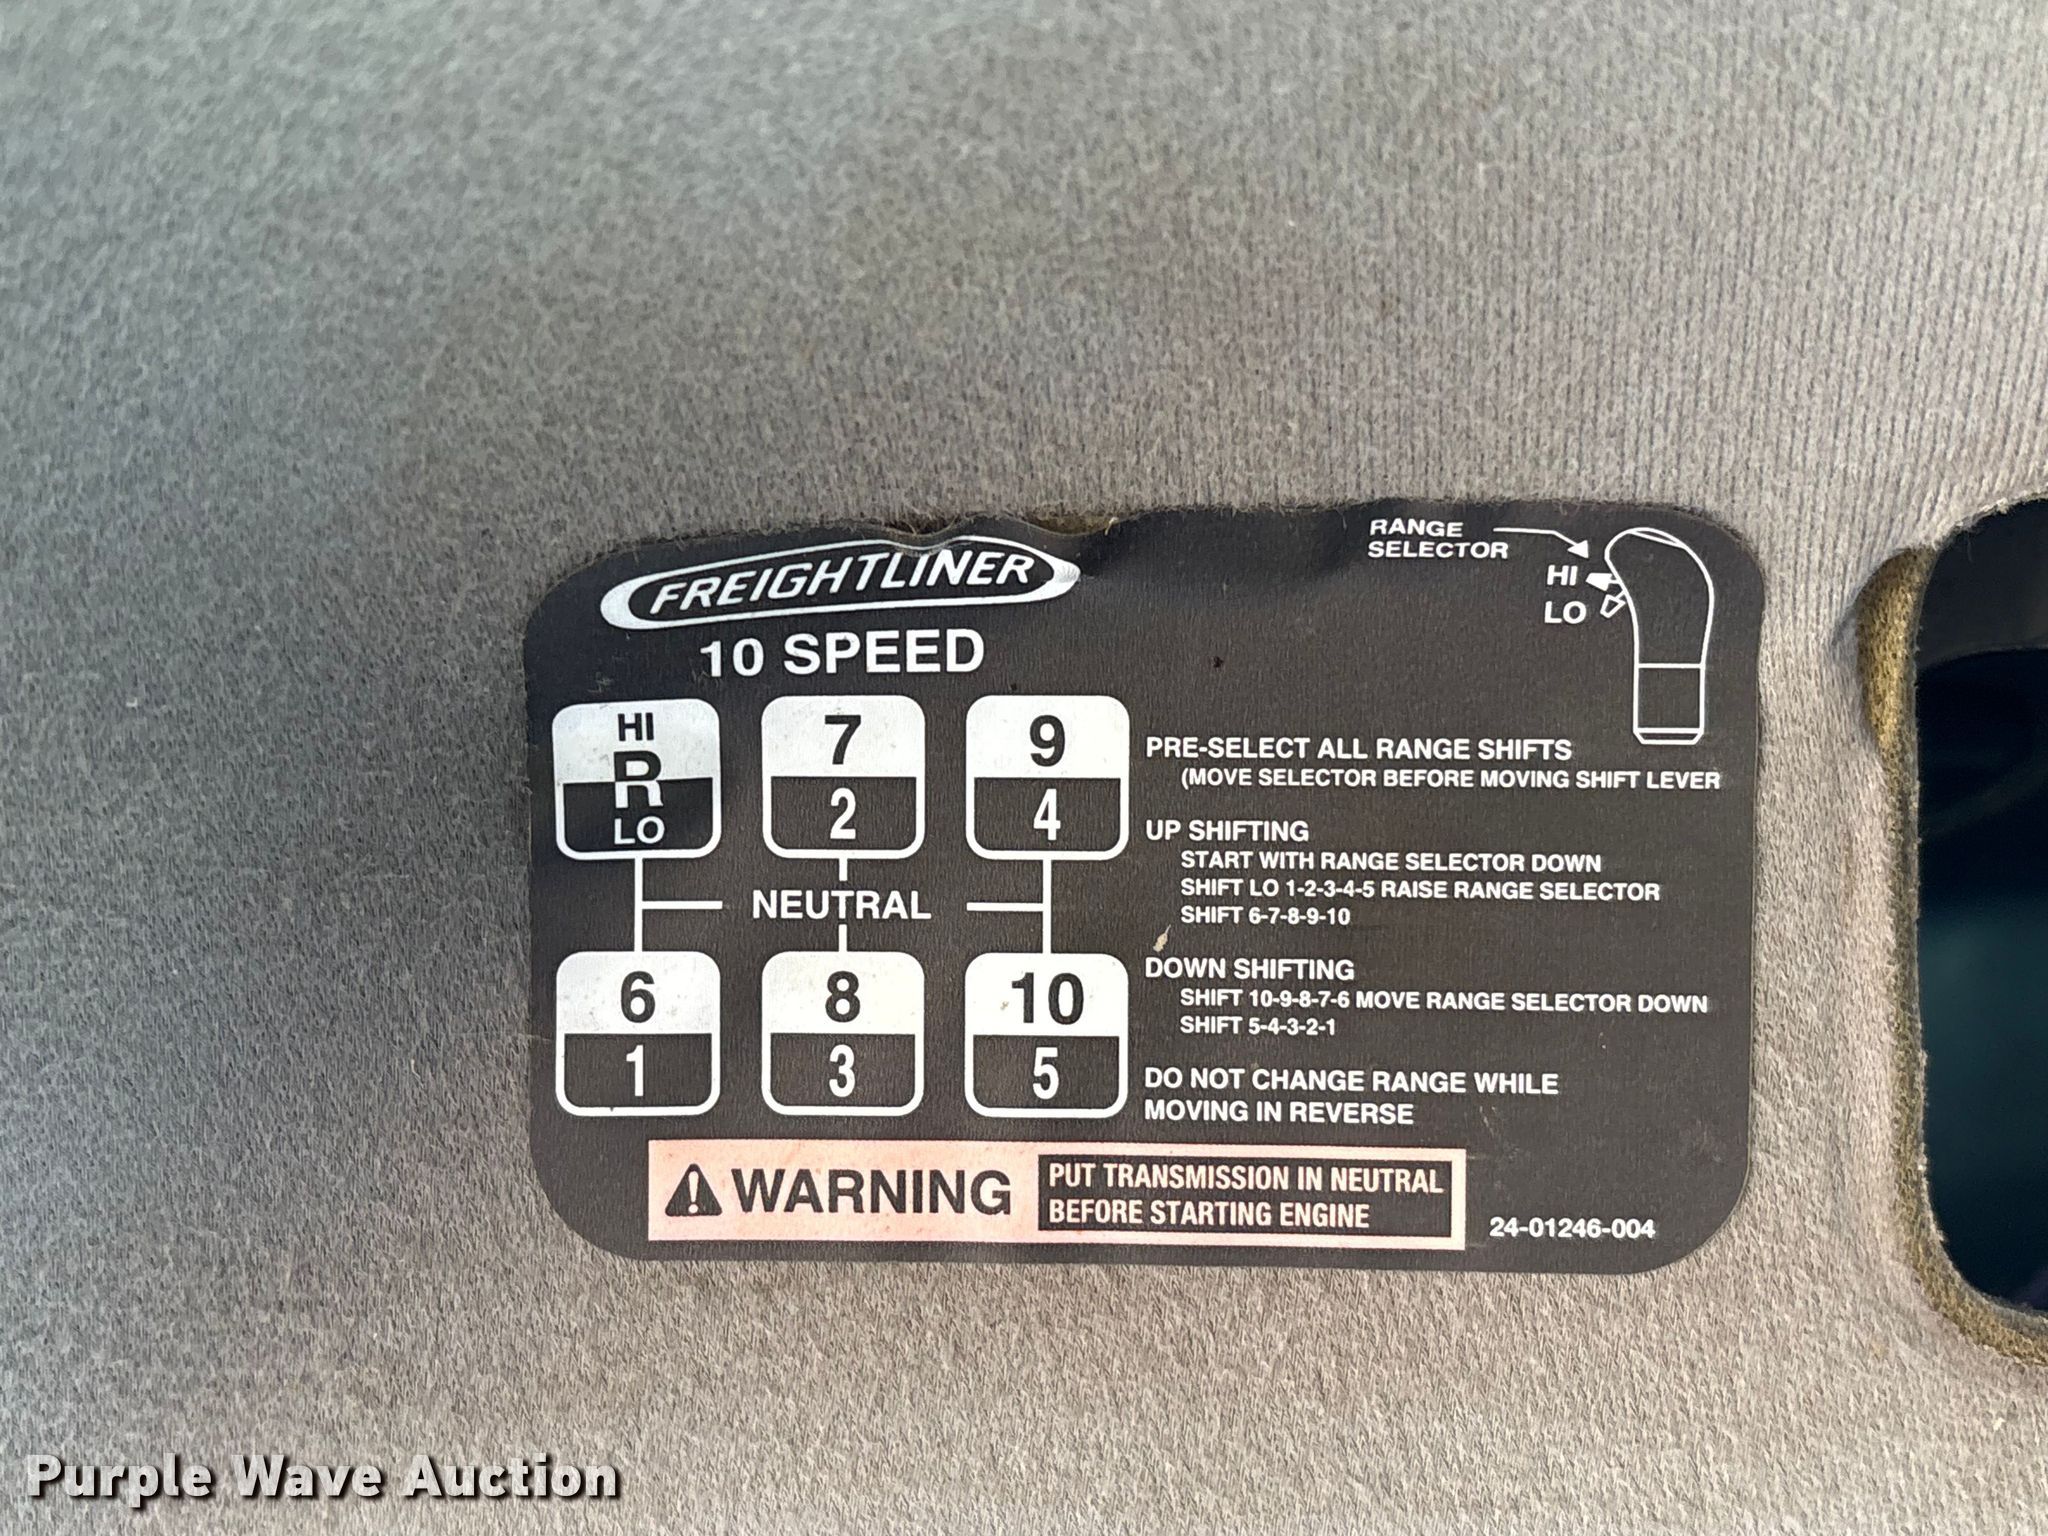 FREIGHTLINER
10 SPEED
RANGE
SELECTOR
HI
LO
HI
R
LO
7
2
9
4
NEUTRAL
6
1
8
3
10
5
PRE-SELECT ALL RANGE SHIFTS
(MOVE SELECTOR BEFORE MOVING SHIFT LEVER
UP SHIFTING
START WITH RANGE SELECTOR DOWN
SHIFT LO 1-2-3-4-5 RAISE RANGE SELECTOR
SHIFT 6-7-8-9-10
DOWN SHIFTING
SHIFT 10-9-8-7-6 MOVE RANGE SELECTOR DOWN
SHIFT 5-4-3-2-1
DO NOT CHANGE RANGE WHILE
MOVING IN REVERSE
WARNING
PUT TRANSMISSION IN NEUTRAL
BEFORE STARTING ENGINE
24-01246-004
Purple Wave Auction